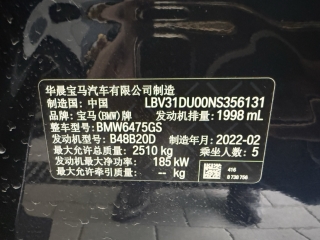 华晨宝马汽车有限公司制造
制造国：中国 LBV31DU00NS356131
品牌：宝马(BMW)牌 发动机排量：1998 mL
整车型号：BMW6475GS
发动机型号：B48B20D 制造年月：2022-02
最大允许总质量：2510 kg 乘坐人数：5
发动机最大净功率：185 kW
最大允许牵引质量：-- kg